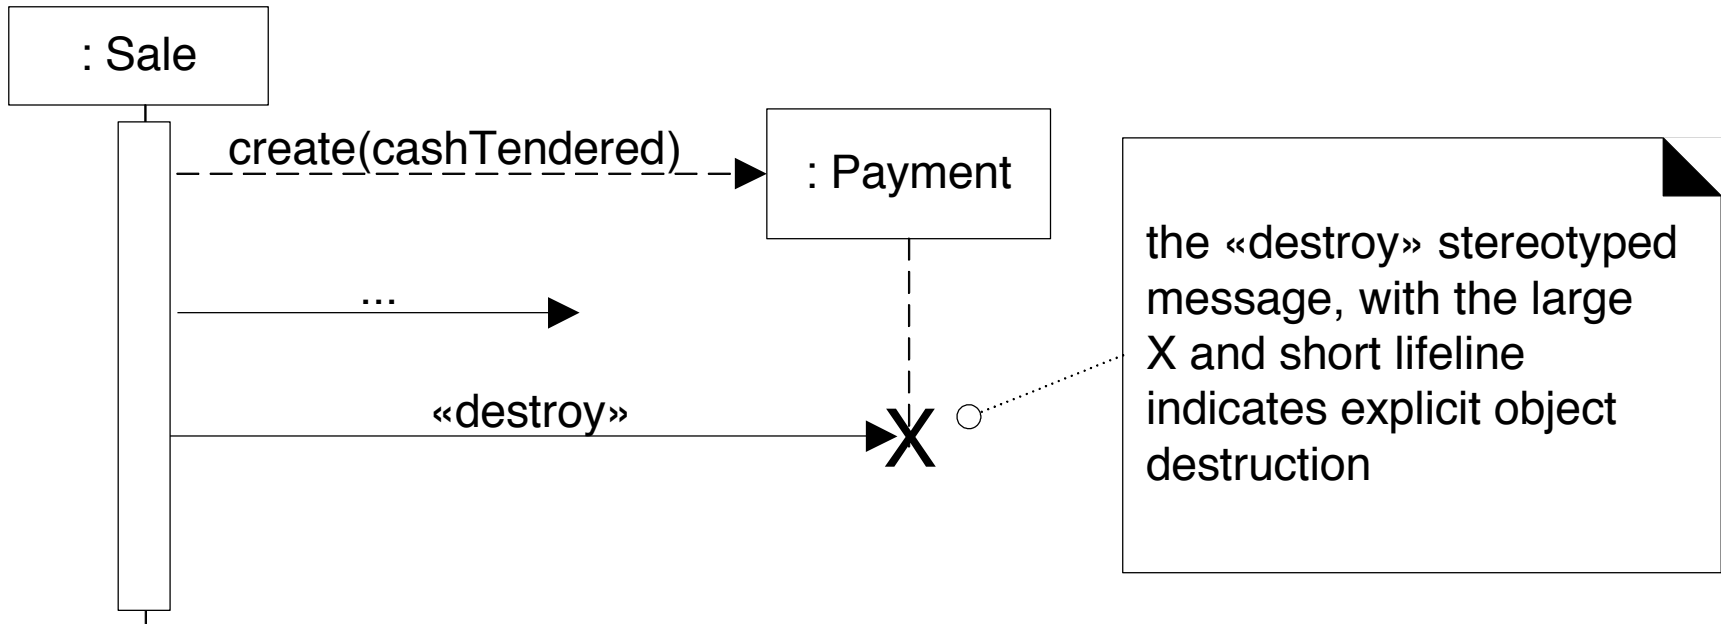 : Sale
create(cashTendered)
: Payment
...
«destroy»
X
the «destroy» stereotyped
message, with the large
X and short lifeline
indicates explicit object
destruction